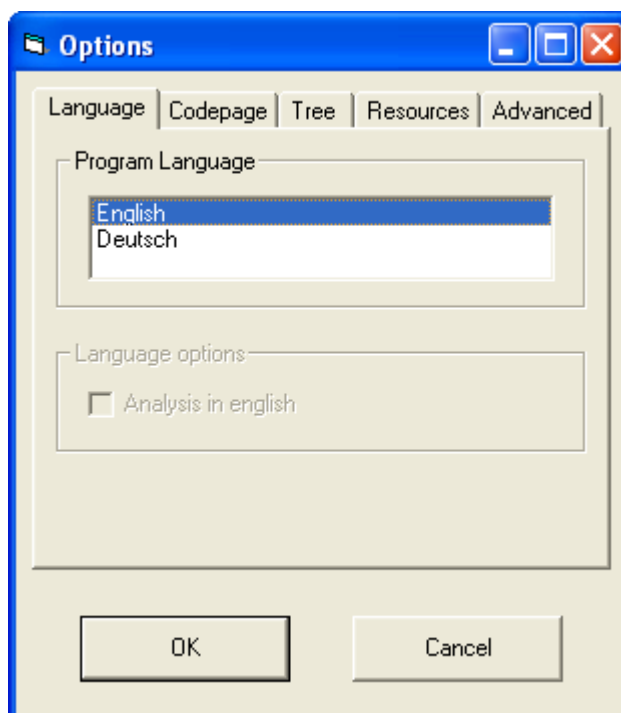 Options
Language Codepage Tree Resources Advanced
Program Language
English
Deutsch
Language options
Analysis in english
OK Cancel